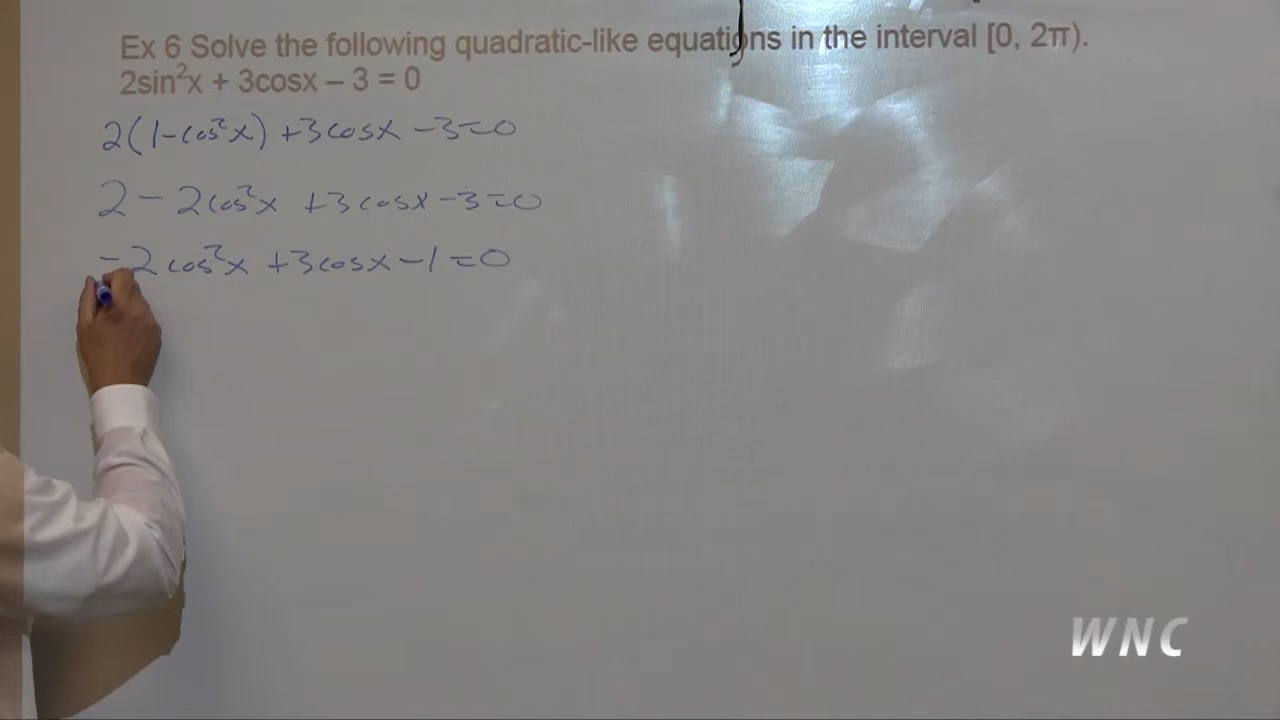 Ex 6 Solve the following quadratic-like equations in the interval [0, 2π).
2sin²x + 3cosx – 3 = 0
2(1-cos²x) +3cosx -3=0
2 - 2cos²x +3cosx -3=0
-2cos²x +3cosx -1=0
WNC